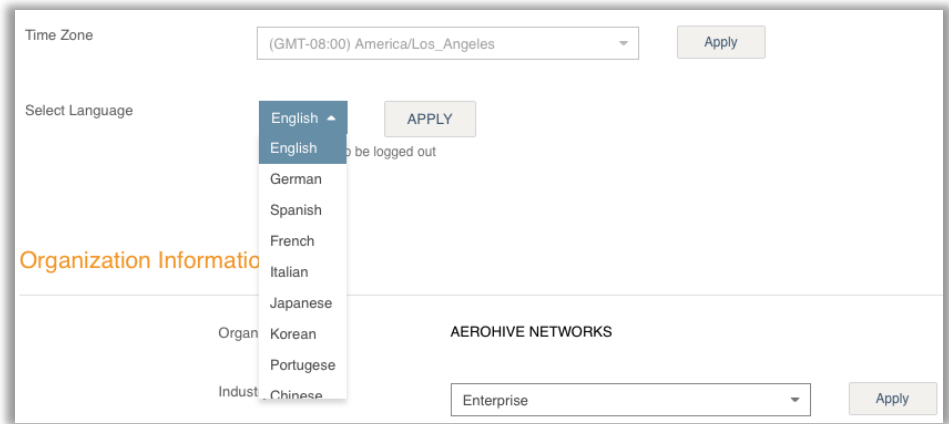 Time Zone
(GMT-08:00) America/Los_Angeles
Apply
Select Language
English
APPLY
English
o be logged out
German
Spanish
French
Organization Informatio
Italian
Japanese
Organ
Korean
AEROHIVE NETWORKS
Portugese
Indust
Chinese
Enterprise
Apply